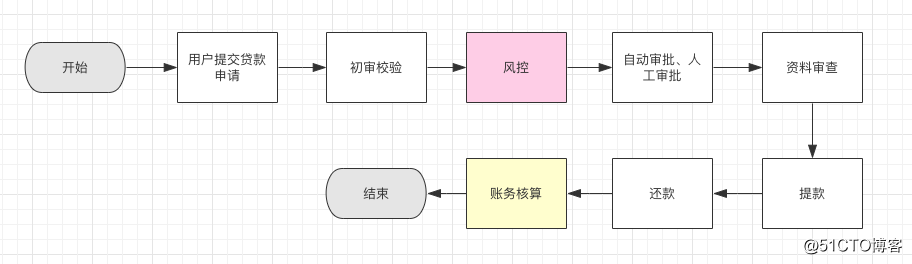 开始
用户提交贷款
申请
初审校验
风控
自动审批、人
工审批
资料审查
结束
账务核算
还款
提款
@51CTO博客